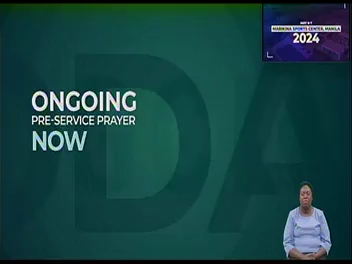 MARIKINA SPORTS CENTER, MANILA
2024
ONGOING
PRE-SERVICE PRAYER
NOW